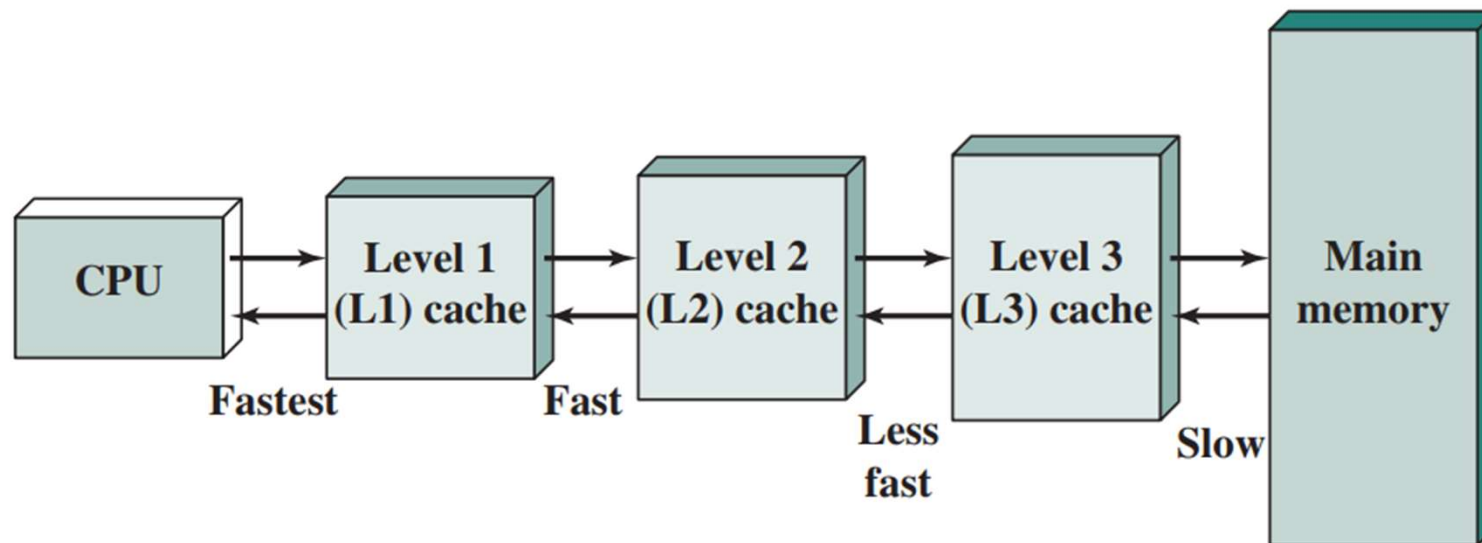 CPU
Level 1
(L1) cache
Level 2
(L2) cache
Level 3
(L3) cache
Main
memory
Fastest
Fast
Less
fast
Slow